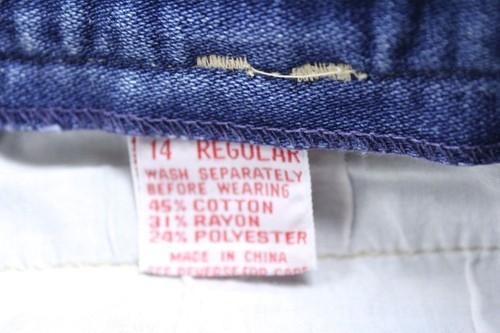 14 REGULAR
WASH SEPARATELY
BEFORE WEARING
45% COTTON
31% RAYON
24% POLYESTER
MADE IN CHINA
SEE REVERSE FOR CARE